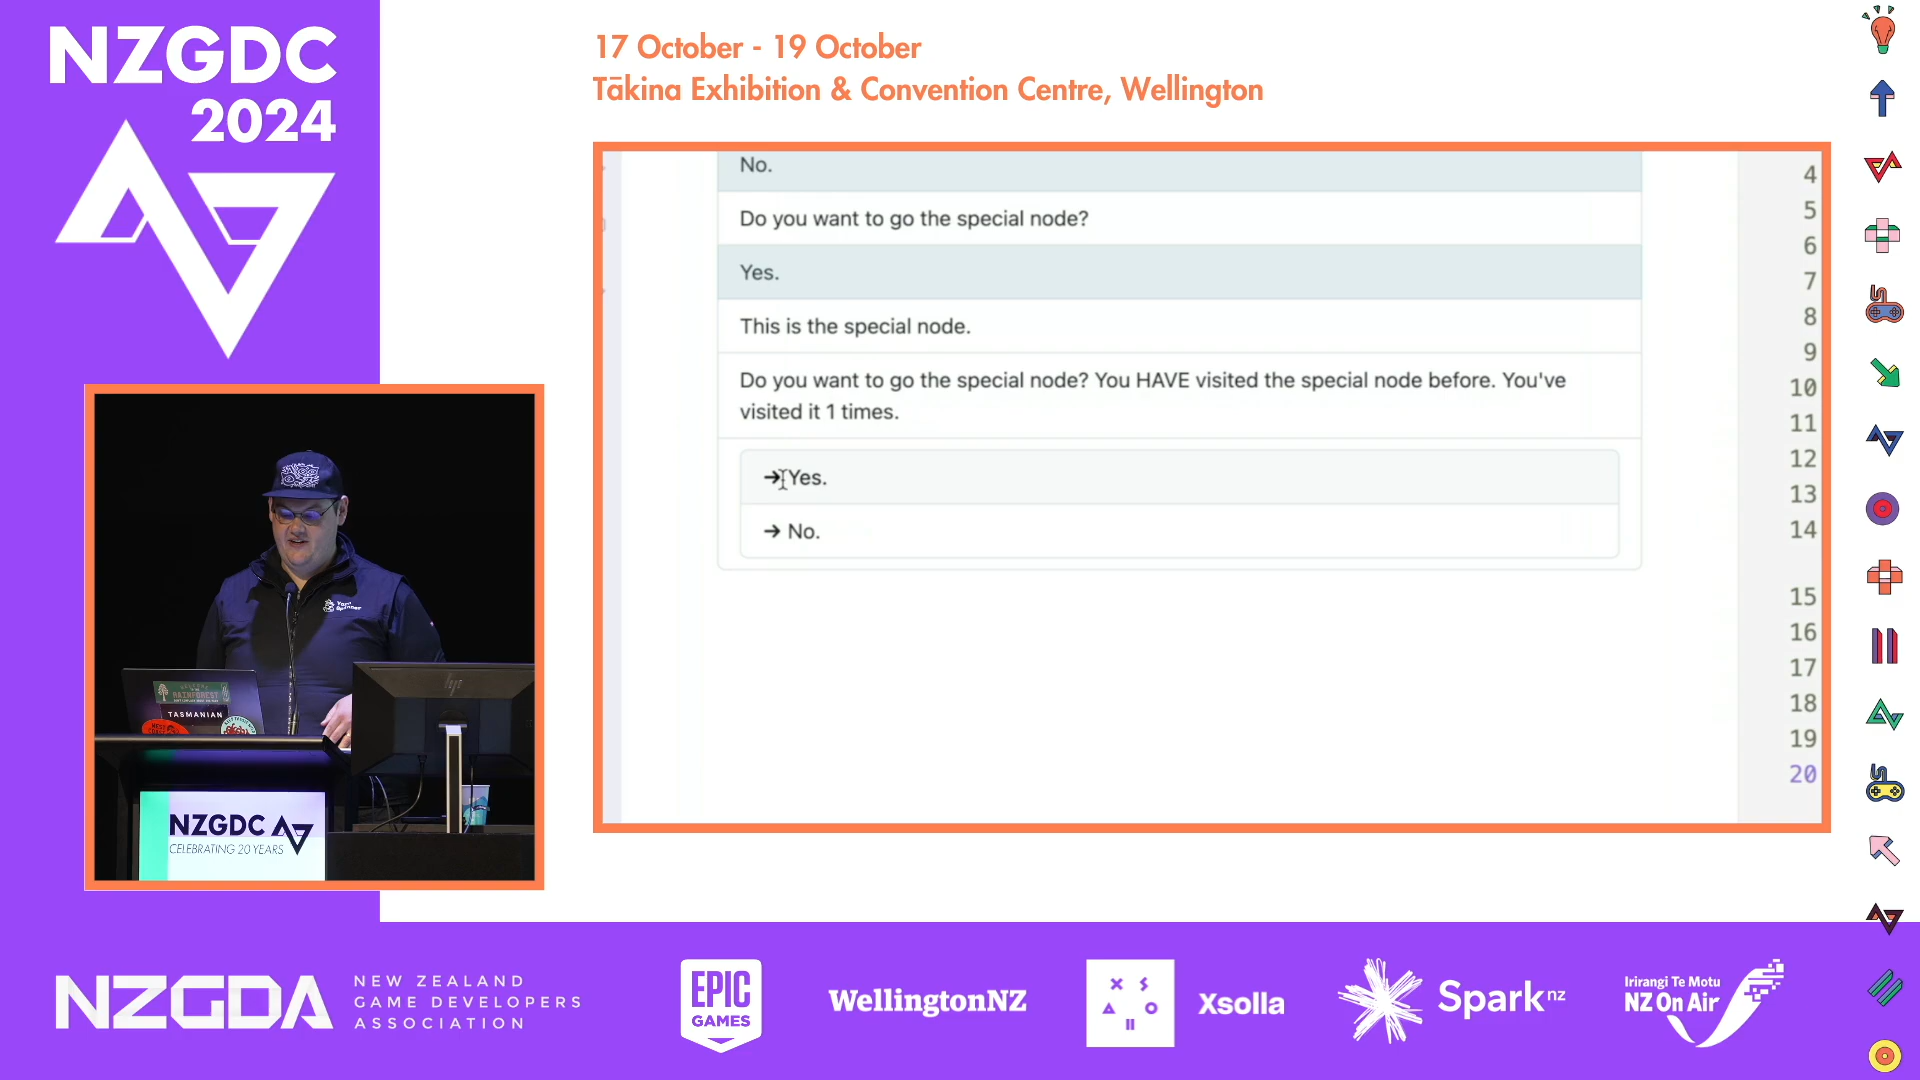 NZGDC
2024
17 October - 19 October
Tākina Exhibition & Convention Centre, Wellington
No.
Do you want to go the special node?
Yes.
This is the special node.
Do you want to go the special node? You HAVE visited the special node before. You've
visited it 1 times.
→ Yes.
→ No.
4
5
6
7
8
9
10
11
12
13
14
15
16
17
18
19
20
Yarn
Spinner
RAINFOREST
TASMANIAN
hp
NZGDC
CELEBRATING 20 YEARS
NZGDA
NEW ZEALAND
GAME DEVELOPERS
ASSOCIATION
EPIC
GAMES
WellingtonNZ
Xsolla
Spark nz
Irirangi Te Motu
NZ On Air